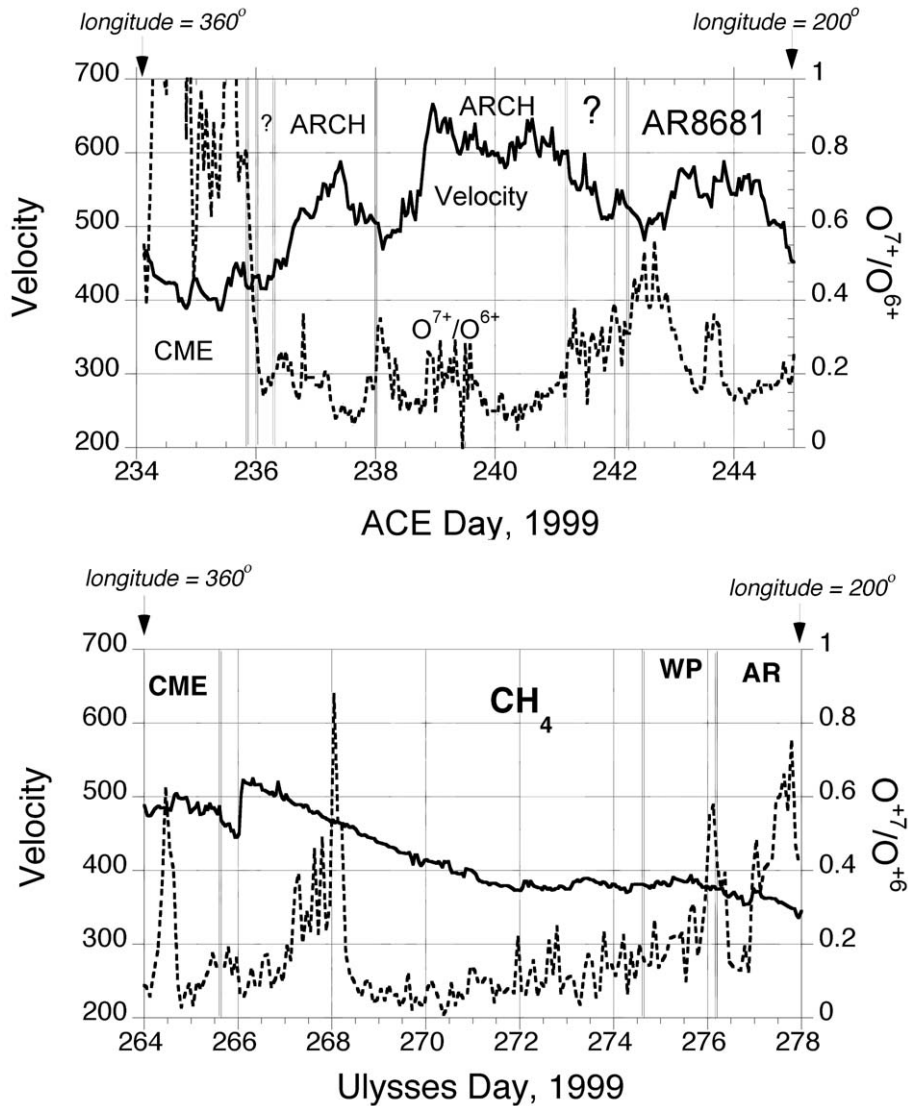 longitude = 360° longitude = 200°
700 1
? ARCH ARCH ? AR8681
600 0.8
Velocity
500 0.6
400 0.4
CME O⁷⁺/O⁶⁺
300 0.2
200 0
Velocity
O⁷⁺/O⁶⁺
234 236 238 240 242 244
ACE Day, 1999
longitude = 360° longitude = 200°
700 1
CME CH₄ WP AR
600 0.8
500 0.6
400 0.4
300 0.2
200 0
Velocity
O⁺⁷/O⁺⁶
264 266 268 270 272 274 276 278
Ulysses Day, 1999